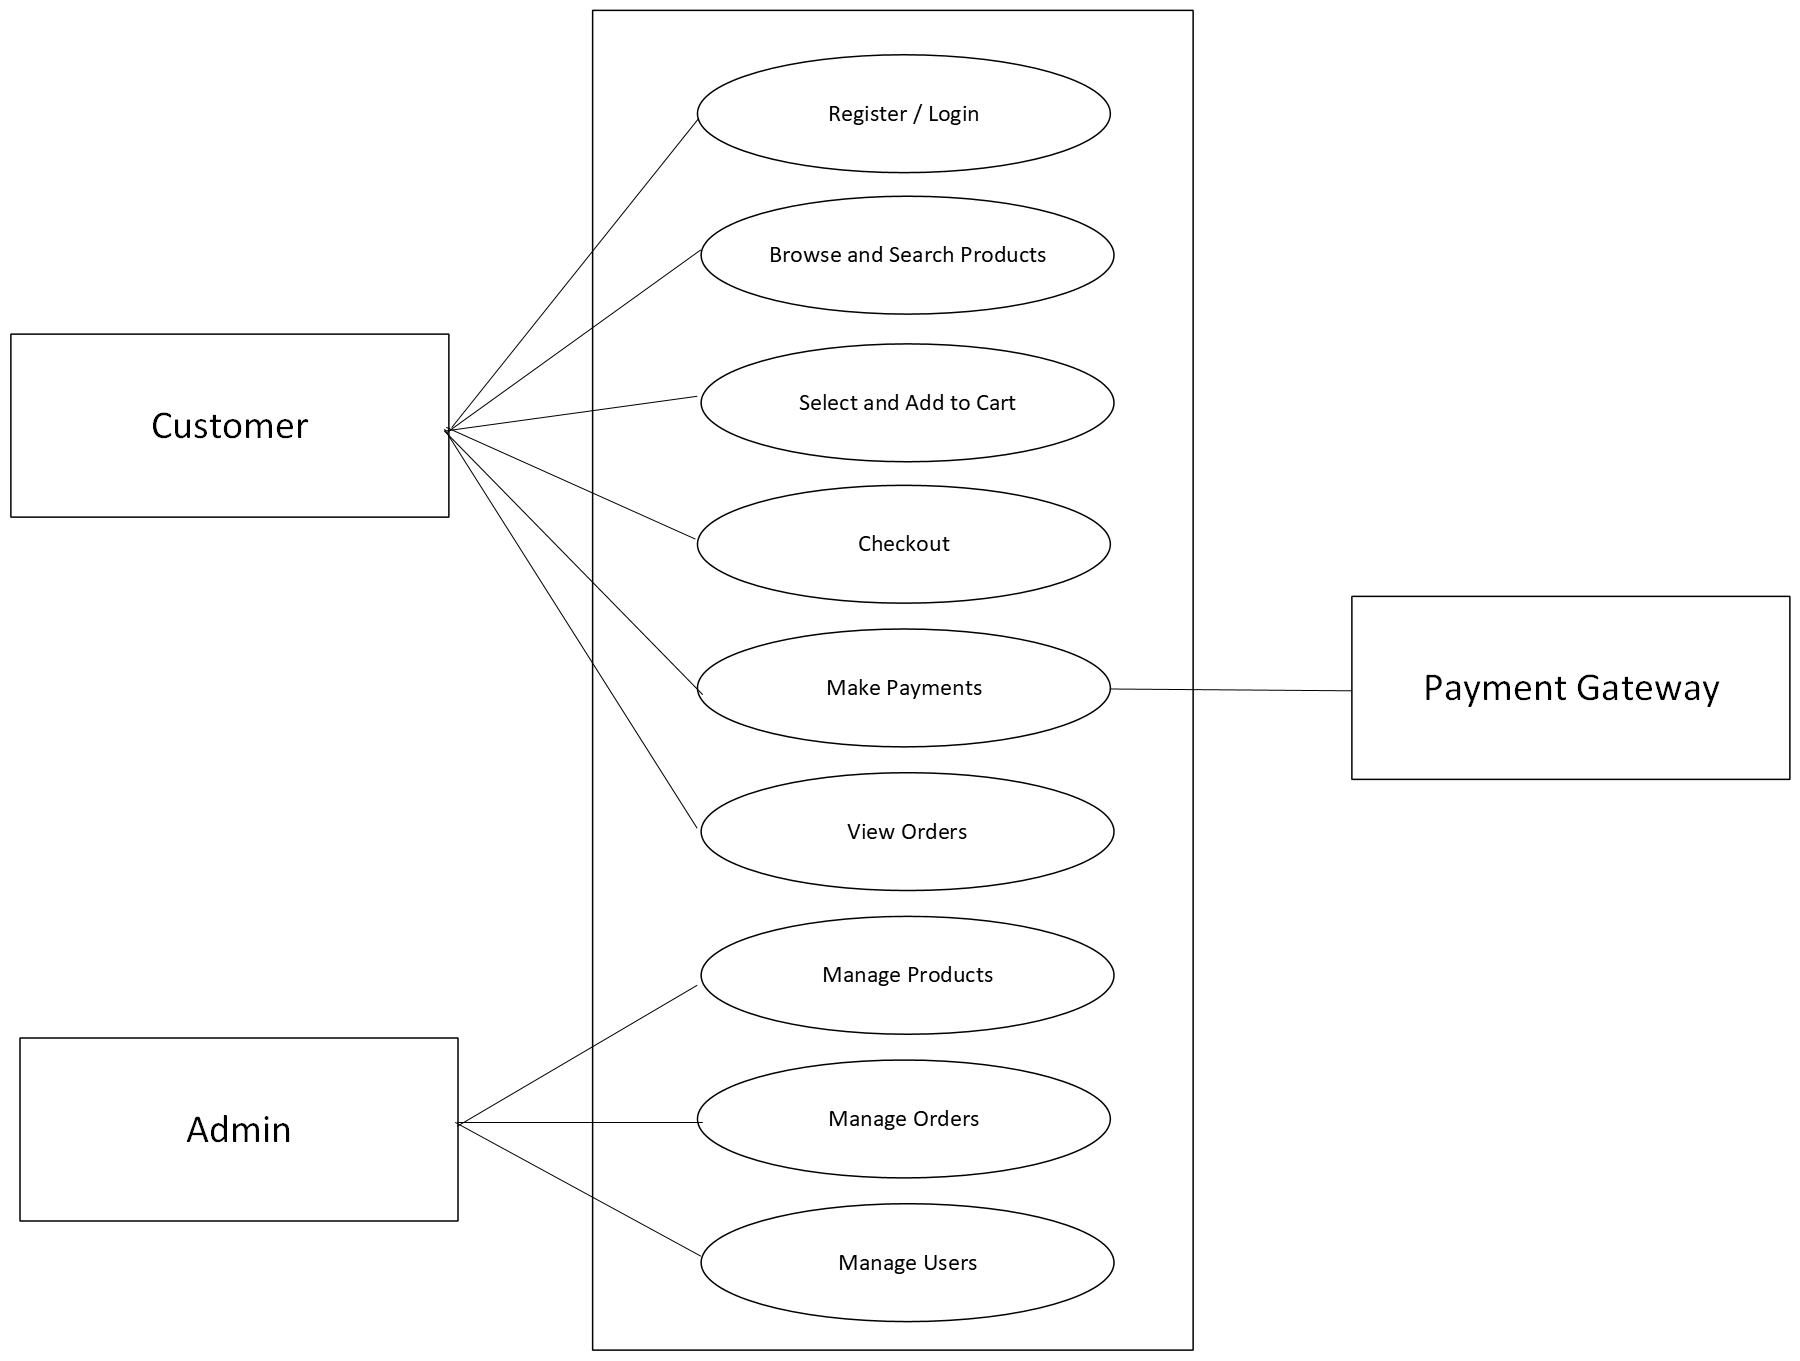 Register / Login
Browse and Search Products
Select and Add to Cart
Customer
Checkout
Make Payments
Payment Gateway
View Orders
Manage Products
Manage Orders
Admin
Manage Users